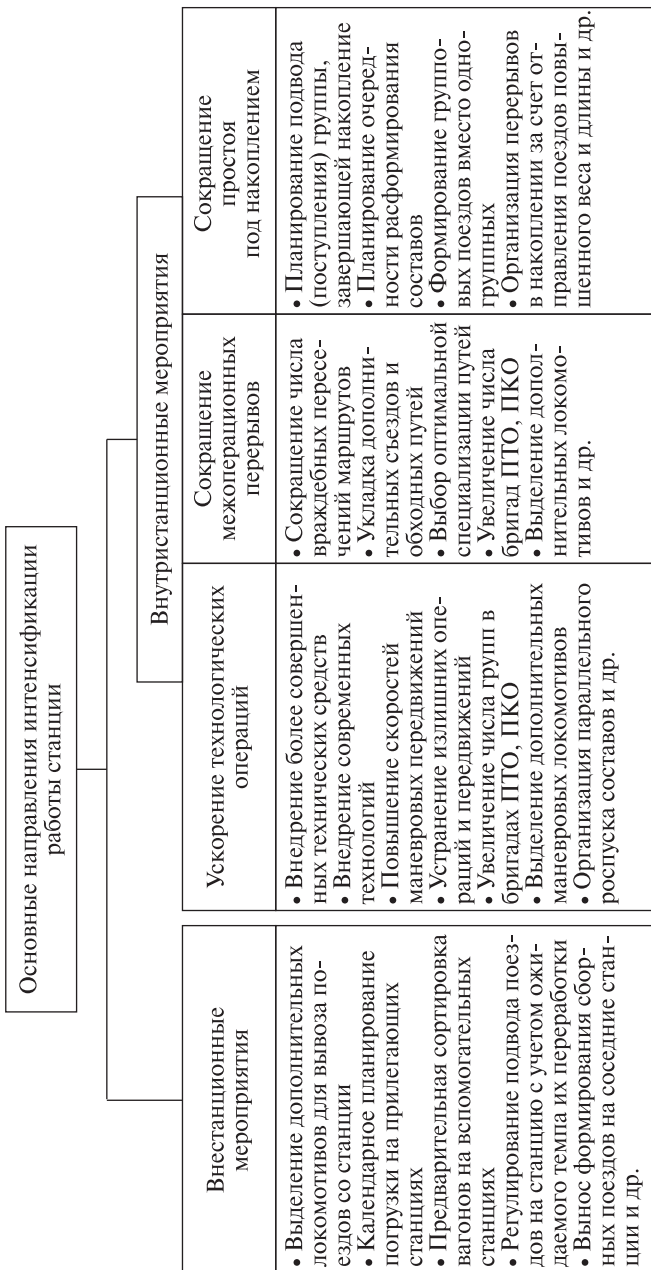 Основные направления интенсификации
работы станции
Внестанционные
мероприятия
• Выделение дополнительных
локомотивов для вывоза по-
ездов со станции
• Календарное планирование
погрузки на прилегающих
станциях
• Предварительная сортировка
вагонов на вспомогательных
станциях
• Регулирование подвода поез-
дов на станцию с учетом ожи-
даемого темпа их переработки
• Вынос формирования сбор-
ных поездов на соседние стан-
ции и др.
Внутристанционные мероприятия
Ускорение технологических
операций
• Внедрение более совершен-
ных технических средств
• Внедрение современных
технологий
• Повышение скоростей
маневровых передвижений
• Устранение излишних опе-
раций и передвижений
• Увеличение числа групп в
бригадах ПТО, ПКО
• Выделение дополнительных
маневровых локомотивов
• Организация параллельного
роспуска составов и др.
Сокращение
межоперационных
перерывов
• Сокращение числа
враждебных пересе-
чений маршрутов
• Укладка дополни-
тельных съездов и
обходных путей
• Выбор оптимальной
специализации путей
• Увеличение числа
бригад ПТО, ПКО
• Выделение допол-
нительных локомо-
тивов и др.
Сокращение
простоя
под накоплением
• Планирование подвода
(поступления) группы,
завершающей накопление
• Планирование очеред-
ности расформирования
составов
• Формирование группо-
вых поездов вместо одно-
группных
• Организация перерывов
в накоплении за счет от-
правления поездов повы-
шенного веса и длины и др.